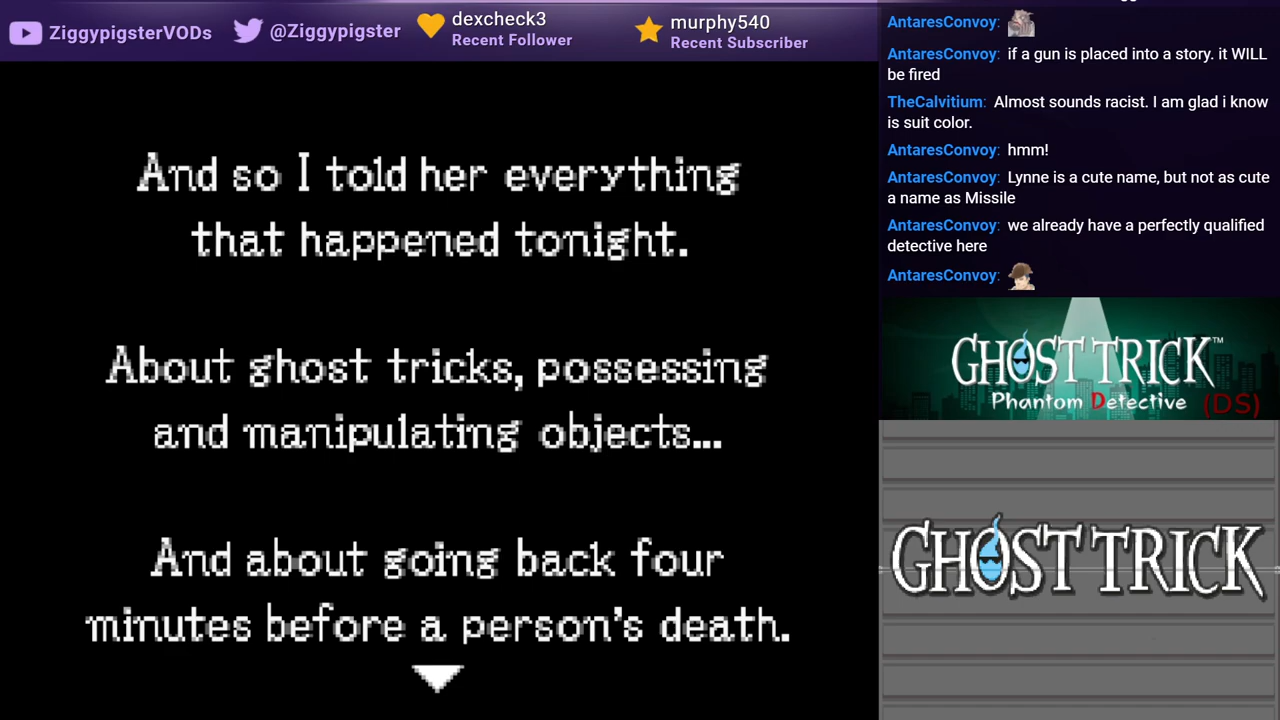 ZiggypigsterVODs
@Ziggypigster
dexcheck3
Recent Follower
murphy540
Recent Subscriber
And so I told her everything
that happened tonight.
About ghost tricks, possessing
and manipulating objects...
And about going back four
minutes before a person's death.
AntaresConvoy:
AntaresConvoy: if a gun is placed into a story. it WILL
be fired
TheCalvitium: Almost sounds racist. I am glad i know
is suit color.
AntaresConvoy: hmm!
AntaresConvoy: Lynne is a cute name, but not as cute
a name as Missile
AntaresConvoy: we already have a perfectly qualified
detective here
AntaresConvoy:
GHOST TRICK™
Phantom Detective (DS)
GHOST TRICK